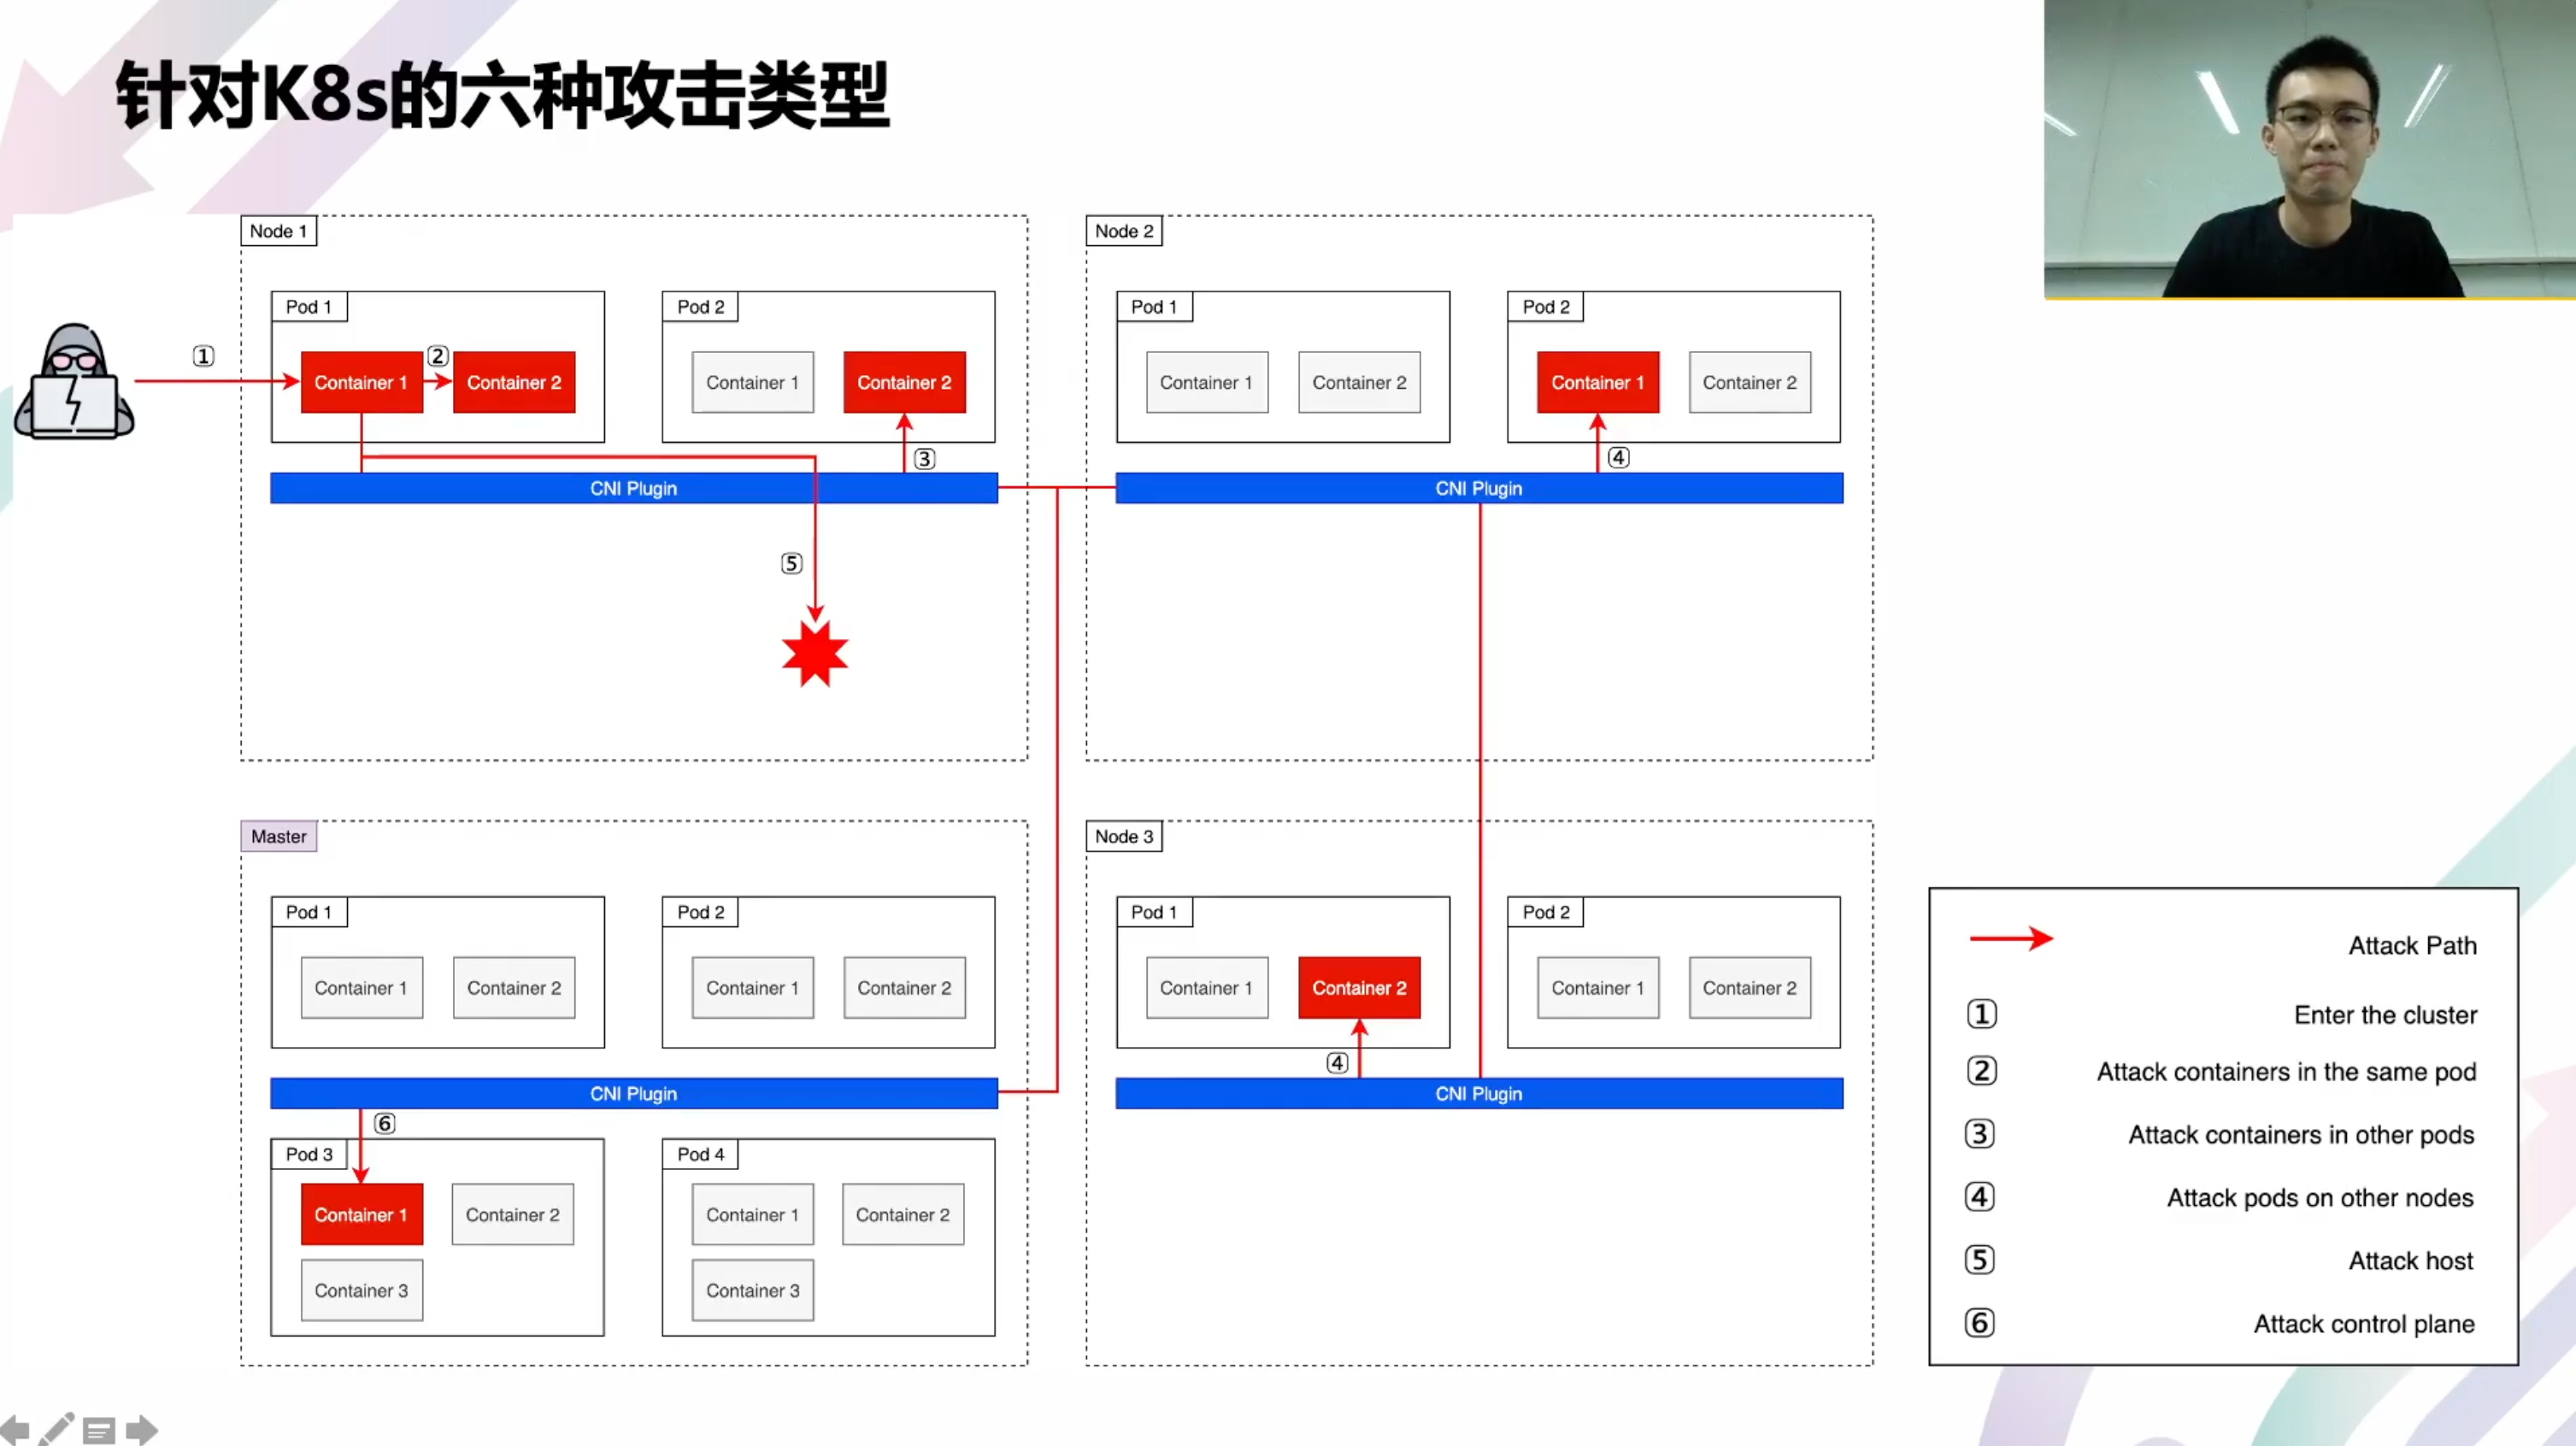 针对K8s的六种攻击类型
Node 1
Pod 1
Container 1
②
Container 2
Pod 2
Container 1
Container 2
①
③
CNI Plugin
⑤
Node 2
Pod 1
Container 1
Container 2
Pod 2
Container 1
Container 2
④
CNI Plugin
Master
Pod 1
Container 1
Container 2
Pod 2
Container 1
Container 2
CNI Plugin
⑥
Pod 3
Container 1
Container 2
Container 3
Pod 4
Container 1
Container 2
Container 3
Node 3
Pod 1
Container 1
Container 2
Pod 2
Container 1
Container 2
④
CNI Plugin
Attack Path
① Enter the cluster
② Attack containers in the same pod
③ Attack containers in other pods
④ Attack pods on other nodes
⑤ Attack host
⑥ Attack control plane